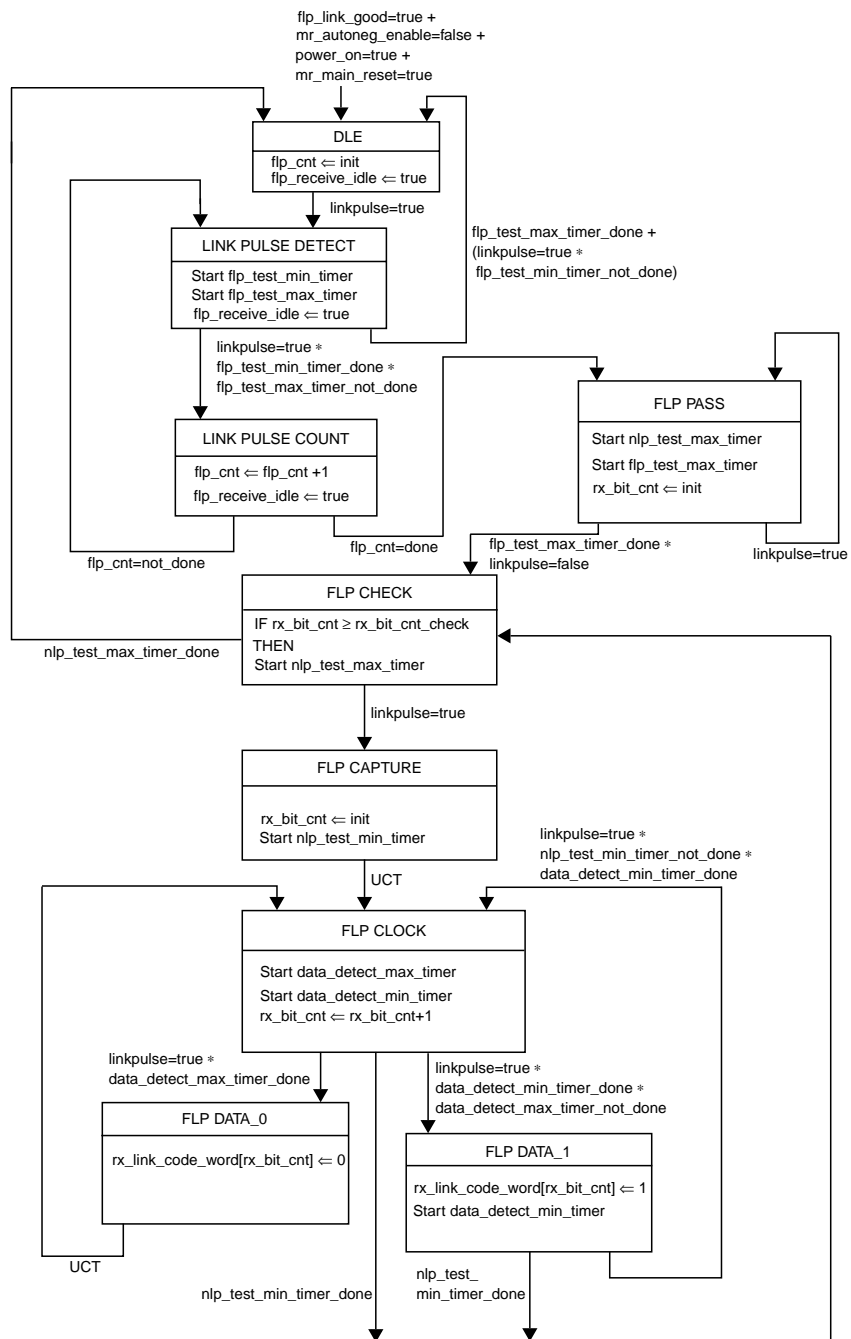 flp_link_good=true +
mr_autoneg_enable=false +
power_on=true +
mr_main_reset=true
DLE
flp_cnt ⇐ init
flp_receive_idle ⇐ true
linkpulse=true
flp_test_max_timer_done +
(linkpulse=true *
flp_test_min_timer_not_done)
LINK PULSE DETECT
Start flp_test_min_timer
Start flp_test_max_timer
flp_receive_idle ⇐ true
linkpulse=true *
flp_test_min_timer_done *
flp_test_max_timer_not_done
FLP PASS
Start nlp_test_max_timer
Start flp_test_max_timer
rx_bit_cnt ⇐ init
LINK PULSE COUNT
flp_cnt ⇐ flp_cnt +1
flp_receive_idle ⇐ true
flp_cnt=not_done
flp_cnt=done
flp_test_max_timer_done *
linkpulse=false
linkpulse=true
FLP CHECK
IF rx_bit_cnt ≥ rx_bit_cnt_check
THEN
Start nlp_test_max_timer
nlp_test_max_timer_done
linkpulse=true
FLP CAPTURE
rx_bit_cnt ⇐ init
Start nlp_test_min_timer
linkpulse=true *
nlp_test_min_timer_not_done *
data_detect_min_timer_done
UCT
FLP CLOCK
Start data_detect_max_timer
Start data_detect_min_timer
rx_bit_cnt ⇐ rx_bit_cnt+1
linkpulse=true *
data_detect_max_timer_done
linkpulse=true *
data_detect_min_timer_done *
data_detect_max_timer_not_done
FLP DATA_0
rx_link_code_word[rx_bit_cnt] ⇐ 0
FLP DATA_1
rx_link_code_word[rx_bit_cnt] ⇐ 1
Start data_detect_min_timer
UCT
nlp_test_min_timer_done
nlp_test_
min_timer_done